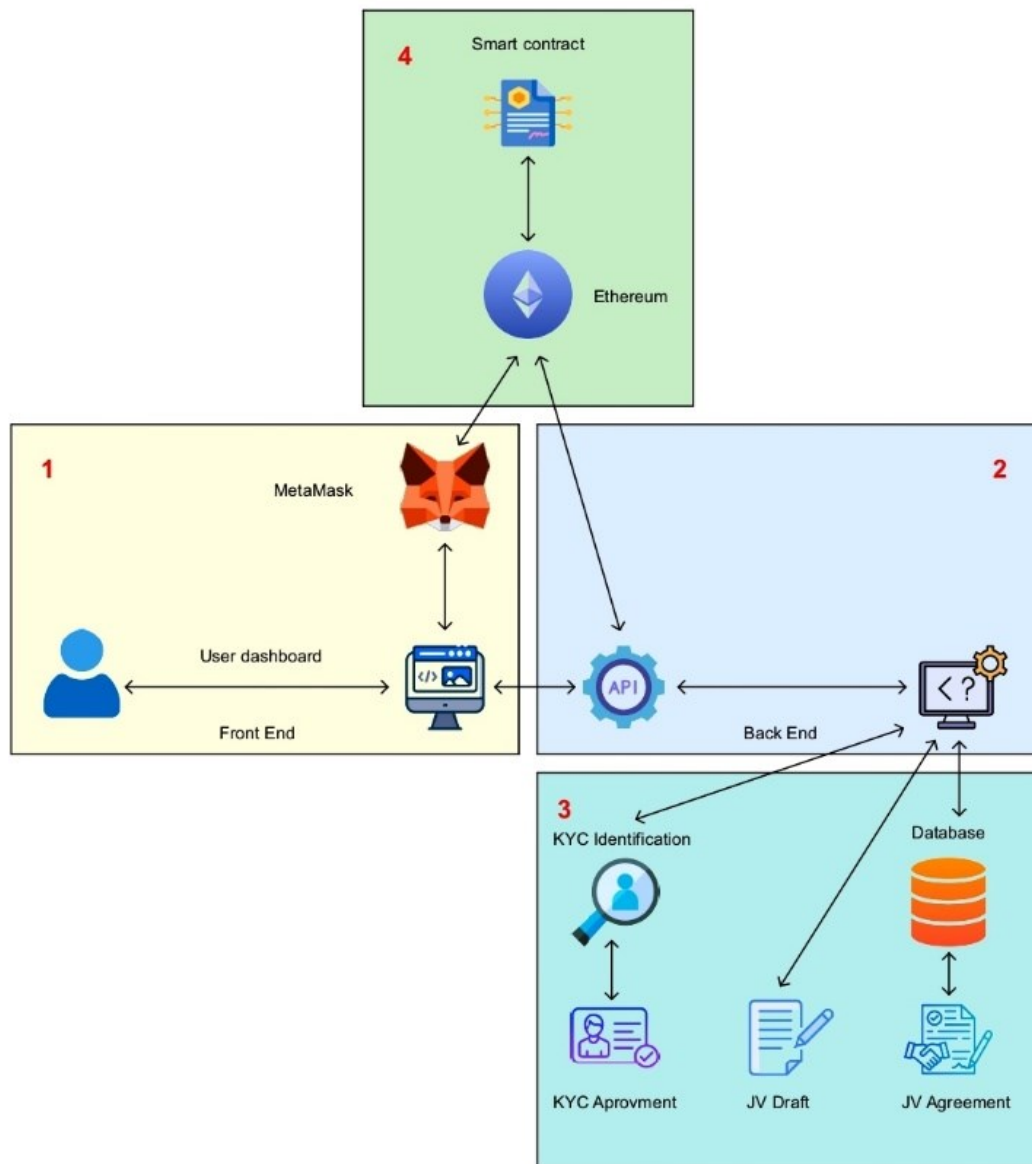 4
Smart contract
Ethereum
1
MetaMask
User dashboard
</>
Front End
2
API
< ?
Back End
3
KYC Identification
Database
KYC Aprovment
JV Draft
JV Agreement